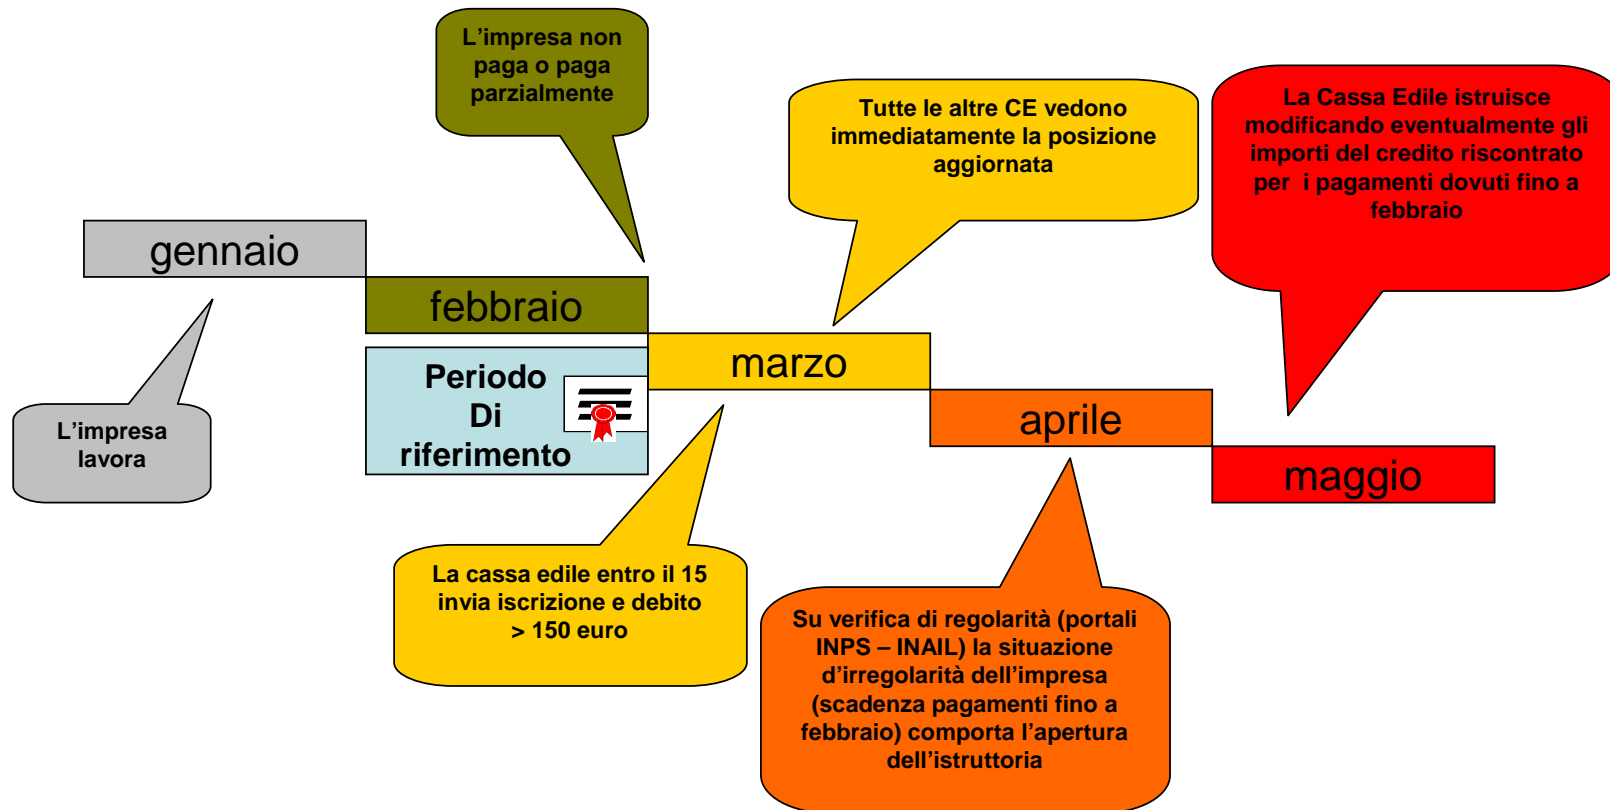 L'impresa non
paga o paga
parzialmente
Tutte le altre CE vedono
immediatamente la posizione
aggiornata
La Cassa Edile istruisce
modificando eventualmente gli
importi del credito riscontrato
per i pagamenti dovuti fino a
febbraio
gennaio
febbraio
marzo
aprile
maggio
Periodo
Di
riferimento
L'impresa
lavora
La cassa edile entro il 15
invia iscrizione e debito
> 150 euro
Su verifica di regolarità (portali
INPS – INAIL) la situazione
d'irregolarità dell'impresa
(scadenza pagamenti fino a
febbraio) comporta l'apertura
dell'istruttoria